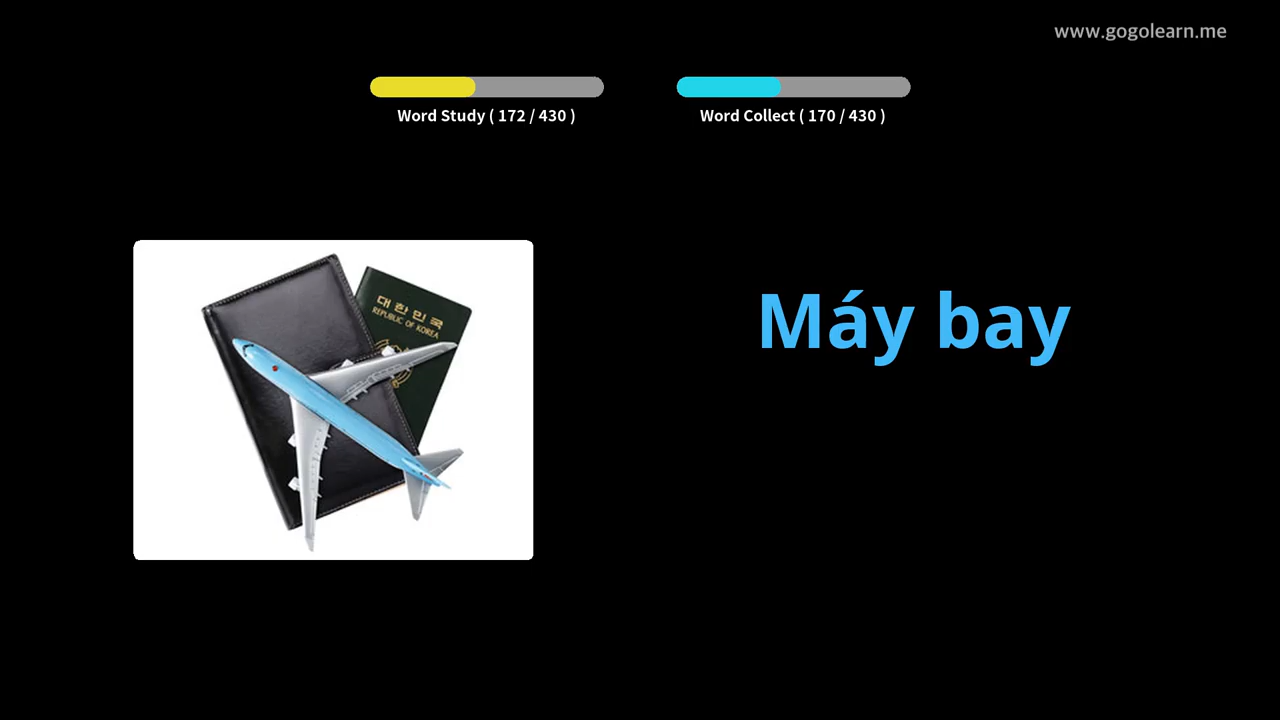 www.gogolearn.me
Word Study ( 172 / 430 )
Word Collect ( 170 / 430 )
대한민국
REPUBLIC OF KOREA
Máy bay